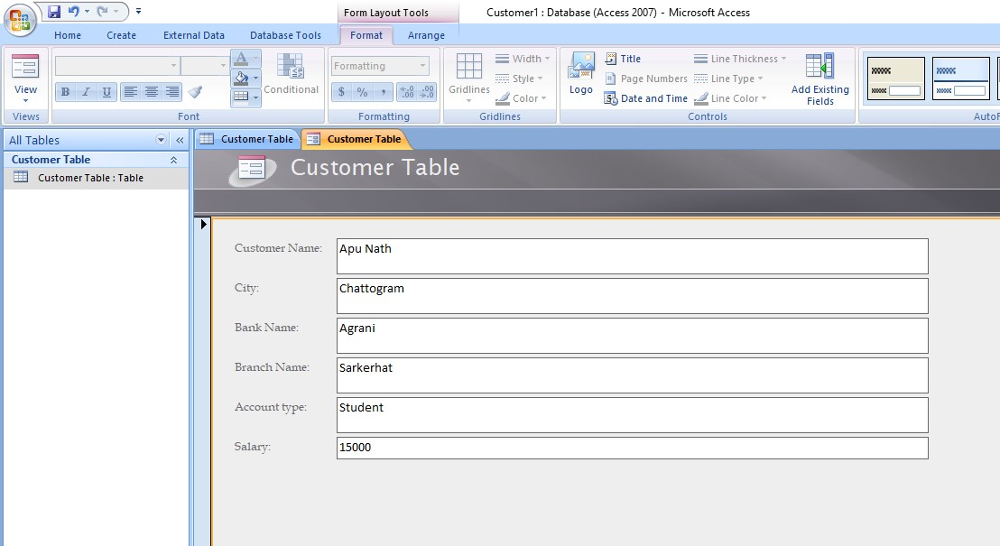 Form Layout Tools
Customer1 : Database (Access 2007) - Microsoft Access
Home Create External Data Database Tools Format Arrange
View
Views
B I U
A
Conditional
Font
Formatting
$ % ,
Formatting
Gridlines
Width
Style
Color
Gridlines
Logo
Title
Page Numbers
Date and Time
Line Thickness
Line Type
Line Color
Add Existing
Fields
Controls
xxxxx
xxxxx
xxxxx
xxxxx
AutoF
All Tables
Customer Table
Customer Table : Table
Customer Table Customer Table
Customer Table
Customer Name: Apu Nath
City: Chattogram
Bank Name: Agrani
Branch Name: Sarkerhat
Account type: Student
Salary: 15000